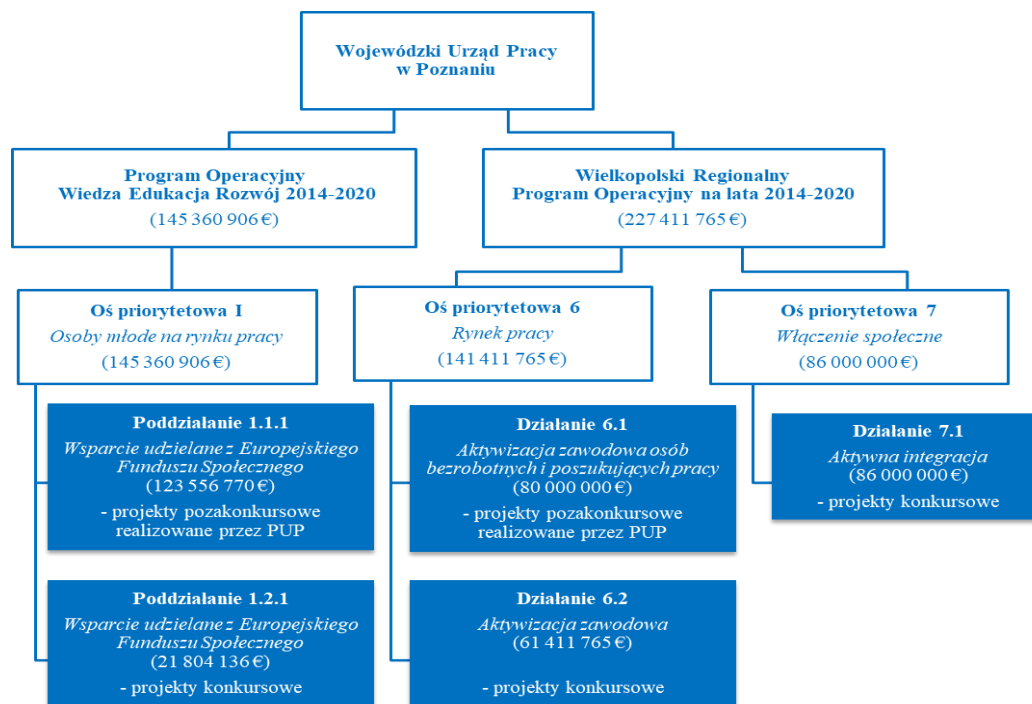 Wojewódzki Urząd Pracy
w Poznaniu
Program Operacyjny
Wiedza Edukacja Rozwój 2014-2020
(145 360 906 €)
Wielkopolski Regionalny
Program Operacyjny na lata 2014-2020
(227 411 765 €)
Oś priorytetowa I
Osoby młode na rynku pracy
(145 360 906 €)
Oś priorytetowa 6
Rynek pracy
(141 411 765 €)
Oś priorytetowa 7
Włączenie społeczne
(86 000 000 €)
Poddziałanie 1.1.1
Wsparcie udzielane z Europejskiego
Funduszu Społecznego
(123 556 770 €)
- projekty pozakonkursowe
realizowane przez PUP
Działanie 6.1
Aktywizacja zawodowa osób
bezrobotnych i poszukujących pracy
(80 000 000 €)
- projekty pozakonkursowe
realizowane przez PUP
Działanie 7.1
Aktywna integracja
(86 000 000 €)
- projekty konkursowe
Poddziałanie 1.2.1
Wsparcie udzielane z Europejskiego
Funduszu Społecznego
(21 804 136 €)
- projekty konkursowe
Działanie 6.2
Aktywizacja zawodowa
(61 411 765 €)
- projekty konkursowe